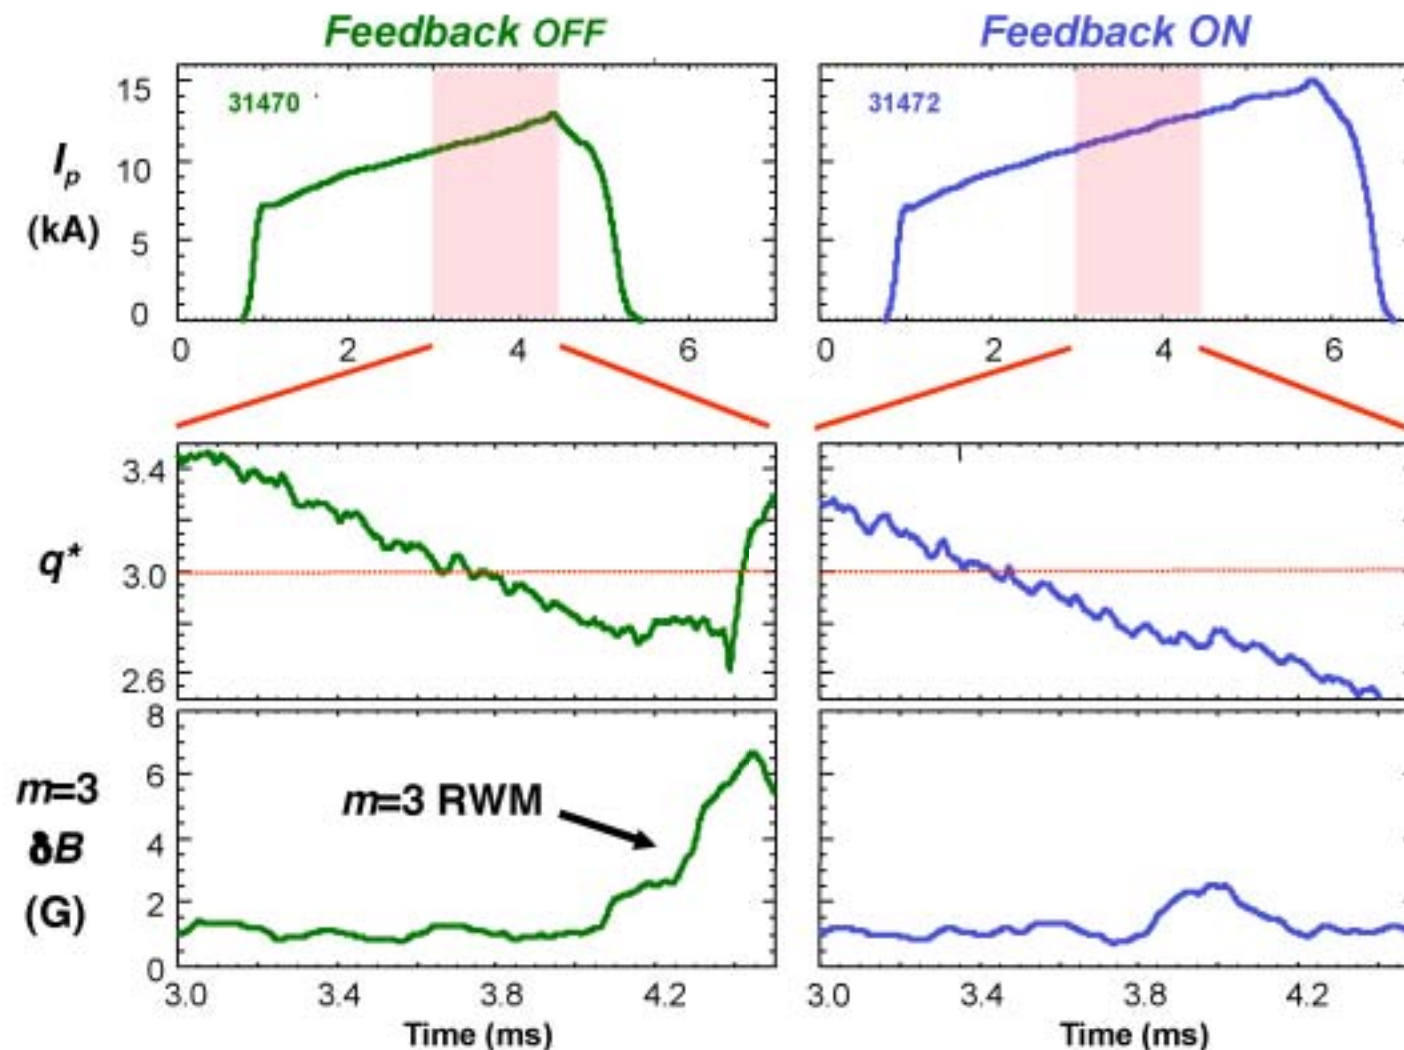 Feedback OFF
Feedback ON
31470
31472
I_p
(kA)
15
10
5
0
0 2 4 6
0 2 4 6
q*
3.4
3.0
2.6
m=3
δB
(G)
8
6
4
2
0
m=3 RWM
3.0 3.4 3.8 4.2
3.0 3.4 3.8 4.2
Time (ms)
Time (ms)